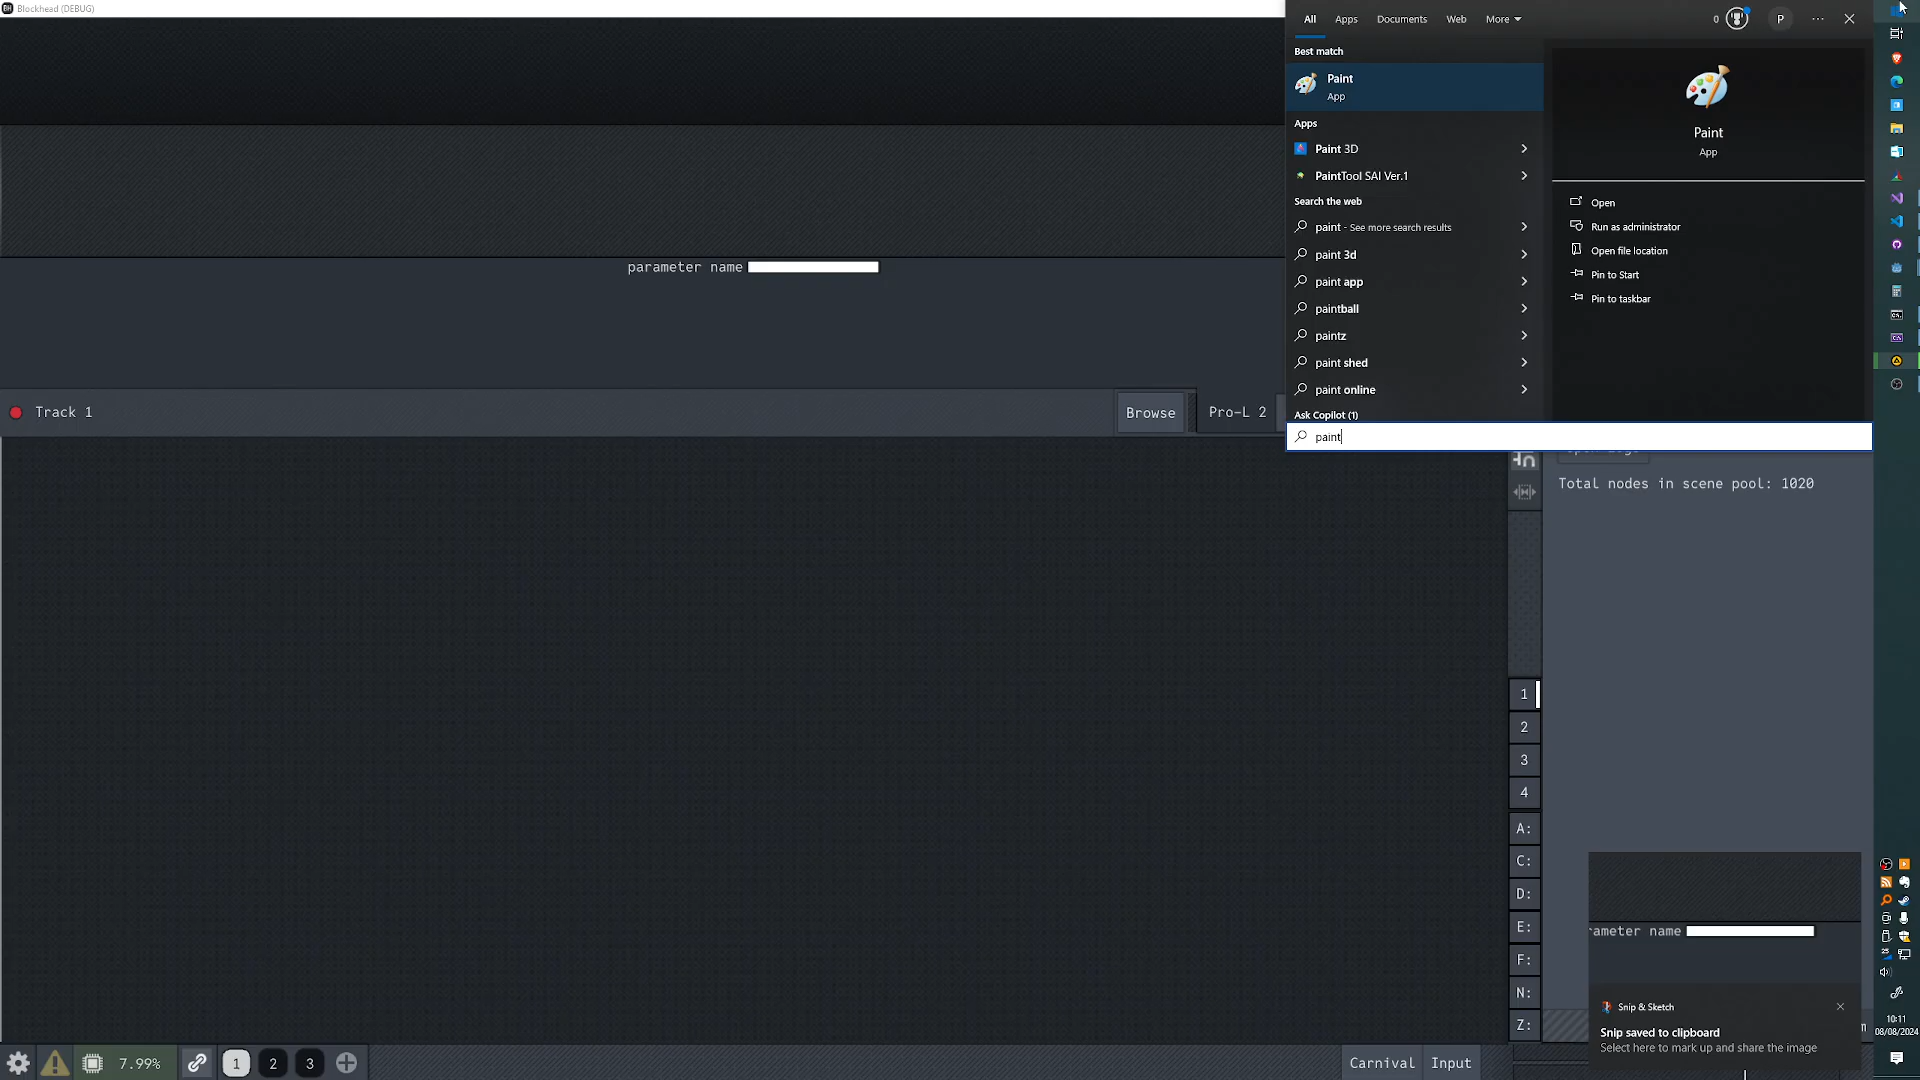 Blockhead (DEBUG)
All Apps Documents Web More 0 P
Best match
Paint
App
Apps
Paint 3D
PaintTool SAI Ver.1
Search the web
paint - See more search results
paint 3d
paint app
paintball
paintz
paint shed
paint online
Ask Copilot (1)
paint
Paint
App
Open
Run as administrator
Open file location
Pin to Start
Pin to taskbar
parameter name
Track 1
Browse
Pro-L 2
Total nodes in scene pool: 1020
1
2
3
4
A:
C:
D:
E:
F:
N:
Z:
rameter name
Snip & Sketch
Snip saved to clipboard
Select here to mark up and share the image
7.99%
1 2 3
Carnival Input
25
10:11
08/08/2024